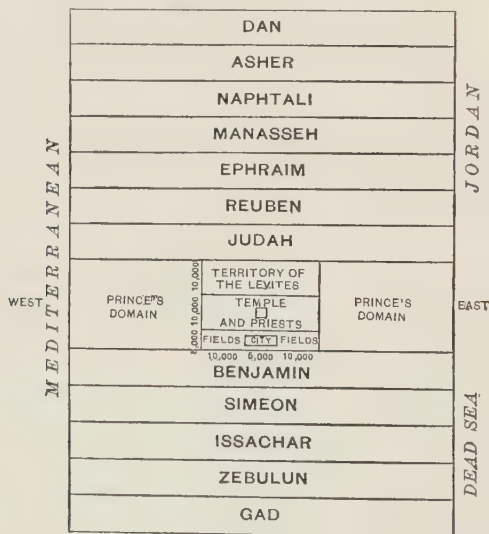 DAN
ASHER
NAPHTALI
MANASSEH
EPHRAIM
REUBEN
JUDAH
MEDITERRANEAN
JORDAN
WEST
PRINCE'S
DOMAIN
10,000
10,000
5,000
TERRITORY OF
THE LEVITES
TEMPLE
AND PRIESTS
FIELDS CITY FIELDS
10,000 5,000 10,000
PRINCE'S
DOMAIN
EAST
BENJAMIN
SIMEON
ISSACHAR
ZEBULUN
GAD
DEAD SEA